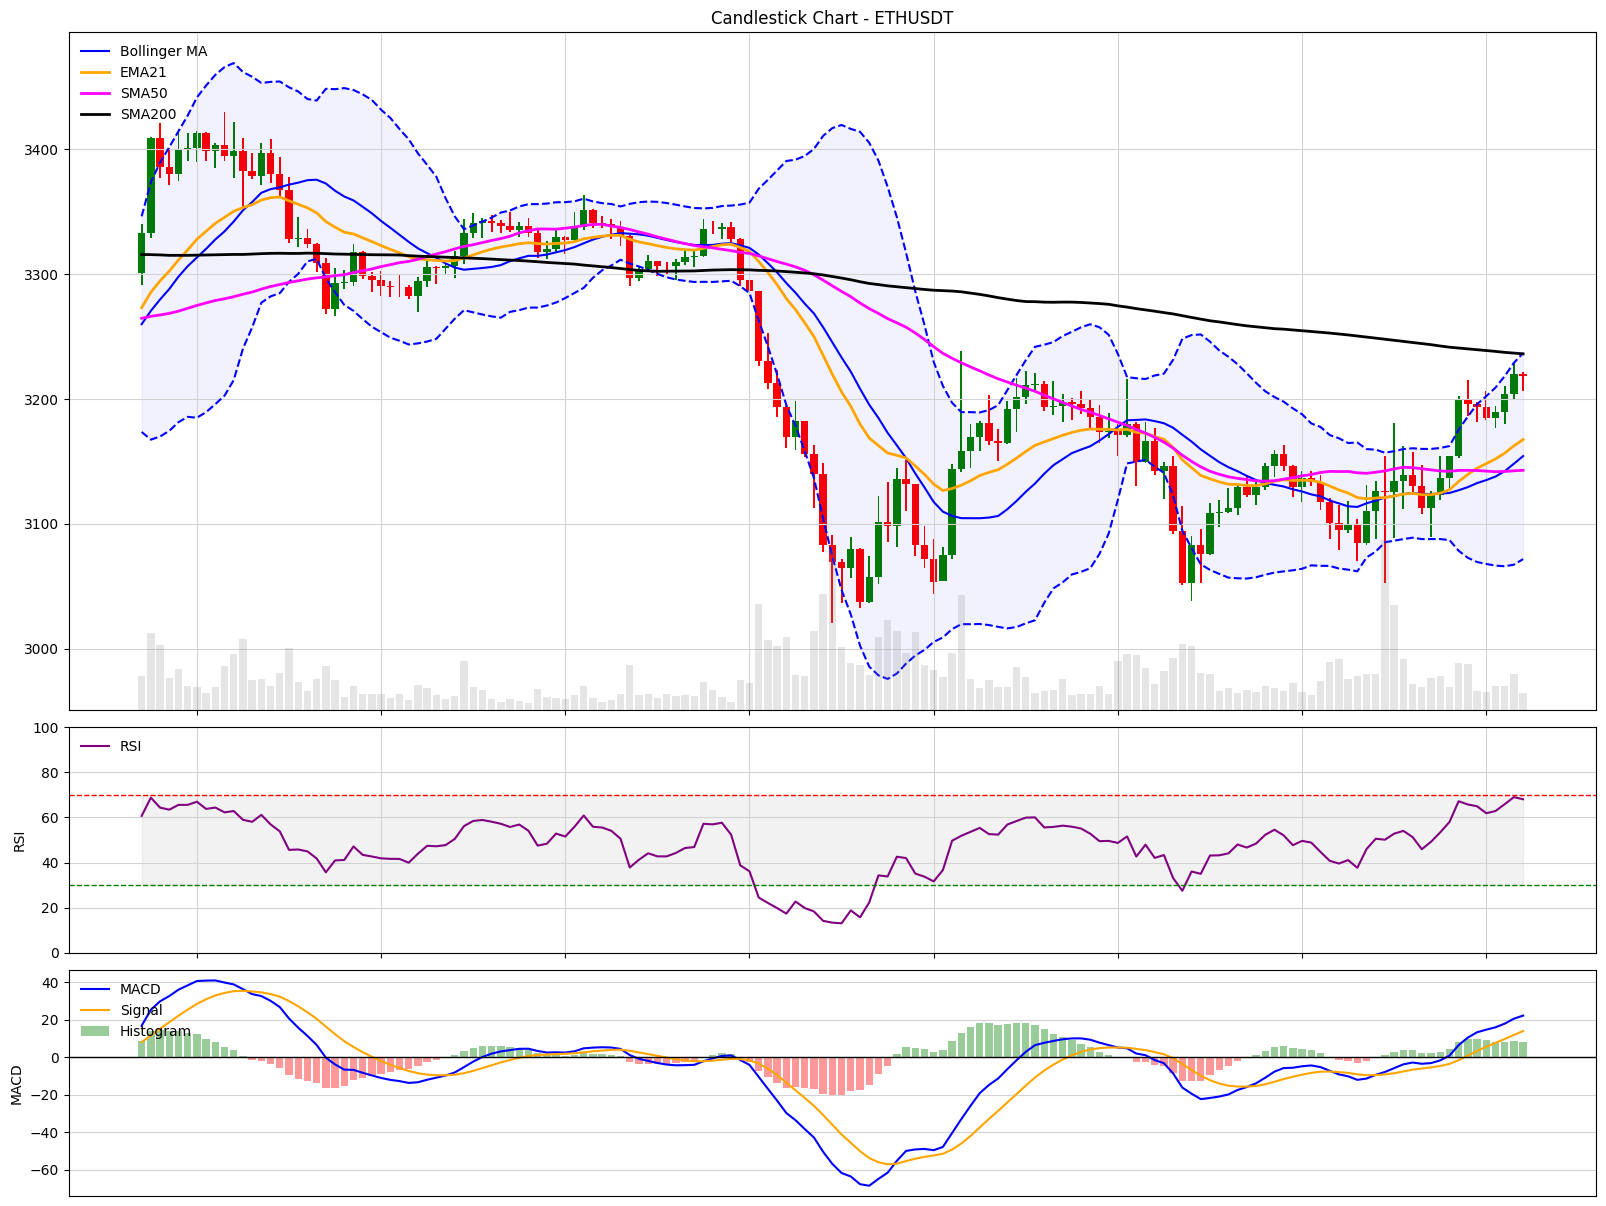 Candlestick Chart - ETHUSDT
Bollinger MA
EMA21
SMA50
SMA200
3400
3300
3200
3100
3000
100
80
60
40
20
0
RSI
RSI
40
20
0
−20
−40
−60
MACD
MACD
Signal
Histogram